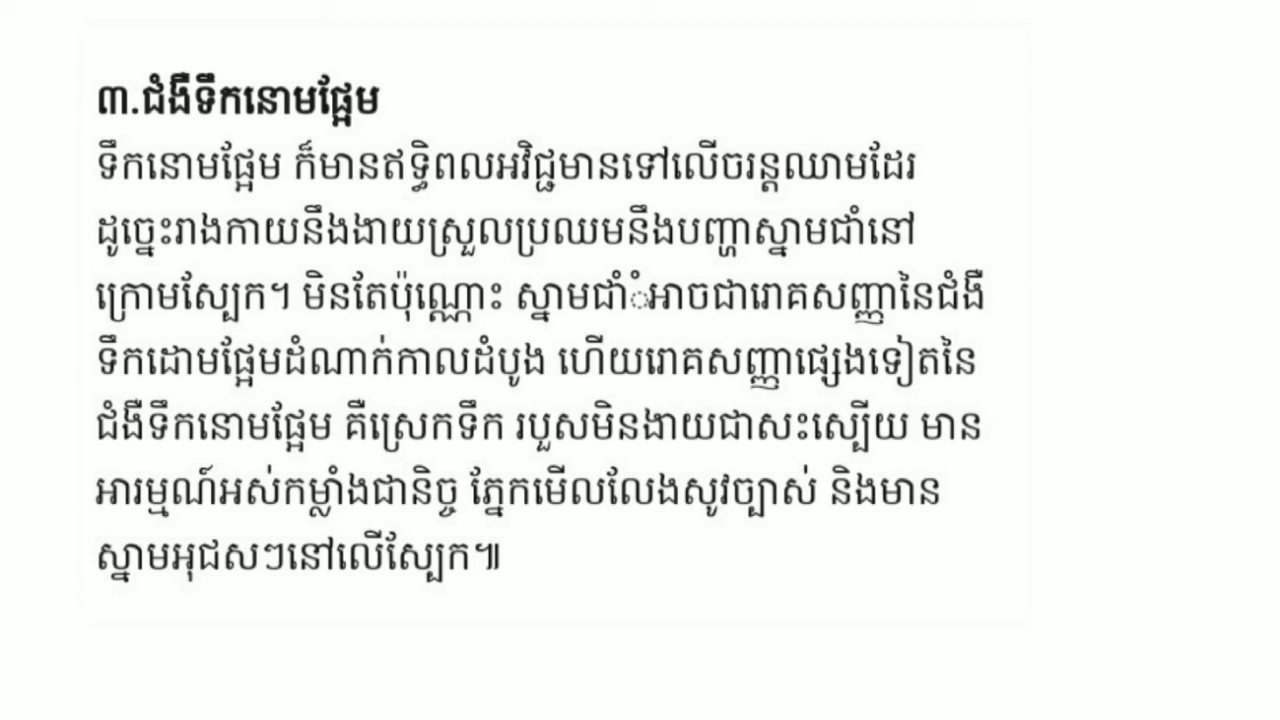 ៣.ជំងឺទឹកនោមផ្អែម
ទឹកនោមផ្អែម ក៏មានឥទ្ធិពលអវិជ្ជមានទៅលើចរន្តឈាមដែរ
ដូច្នេះរាងកាយនឹងងាយស្រួលប្រឈមនឹងបញ្ហាស្នាមជាំនៅ
ក្រោមស្បែក។ មិនតែប៉ុណ្ណោះ ស្នាមជាំំអាចជារោគសញ្ញានៃជំងឺ
ទឹកដោមផ្អែមដំណាក់កាលដំបូង ហើយរោគសញ្ញាផ្សេងទៀតនៃ
ជំងឺទឹកនោមផ្អែម គឺស្រេកទឹក របួសមិនងាយជាសះស្បើយ មាន
អារម្មណ៍អស់កម្លាំងជានិច្ច ភ្នែកមើលលែងសូវច្បាស់ និងមាន
ស្នាមអុជសៗនៅលើស្បែក៕